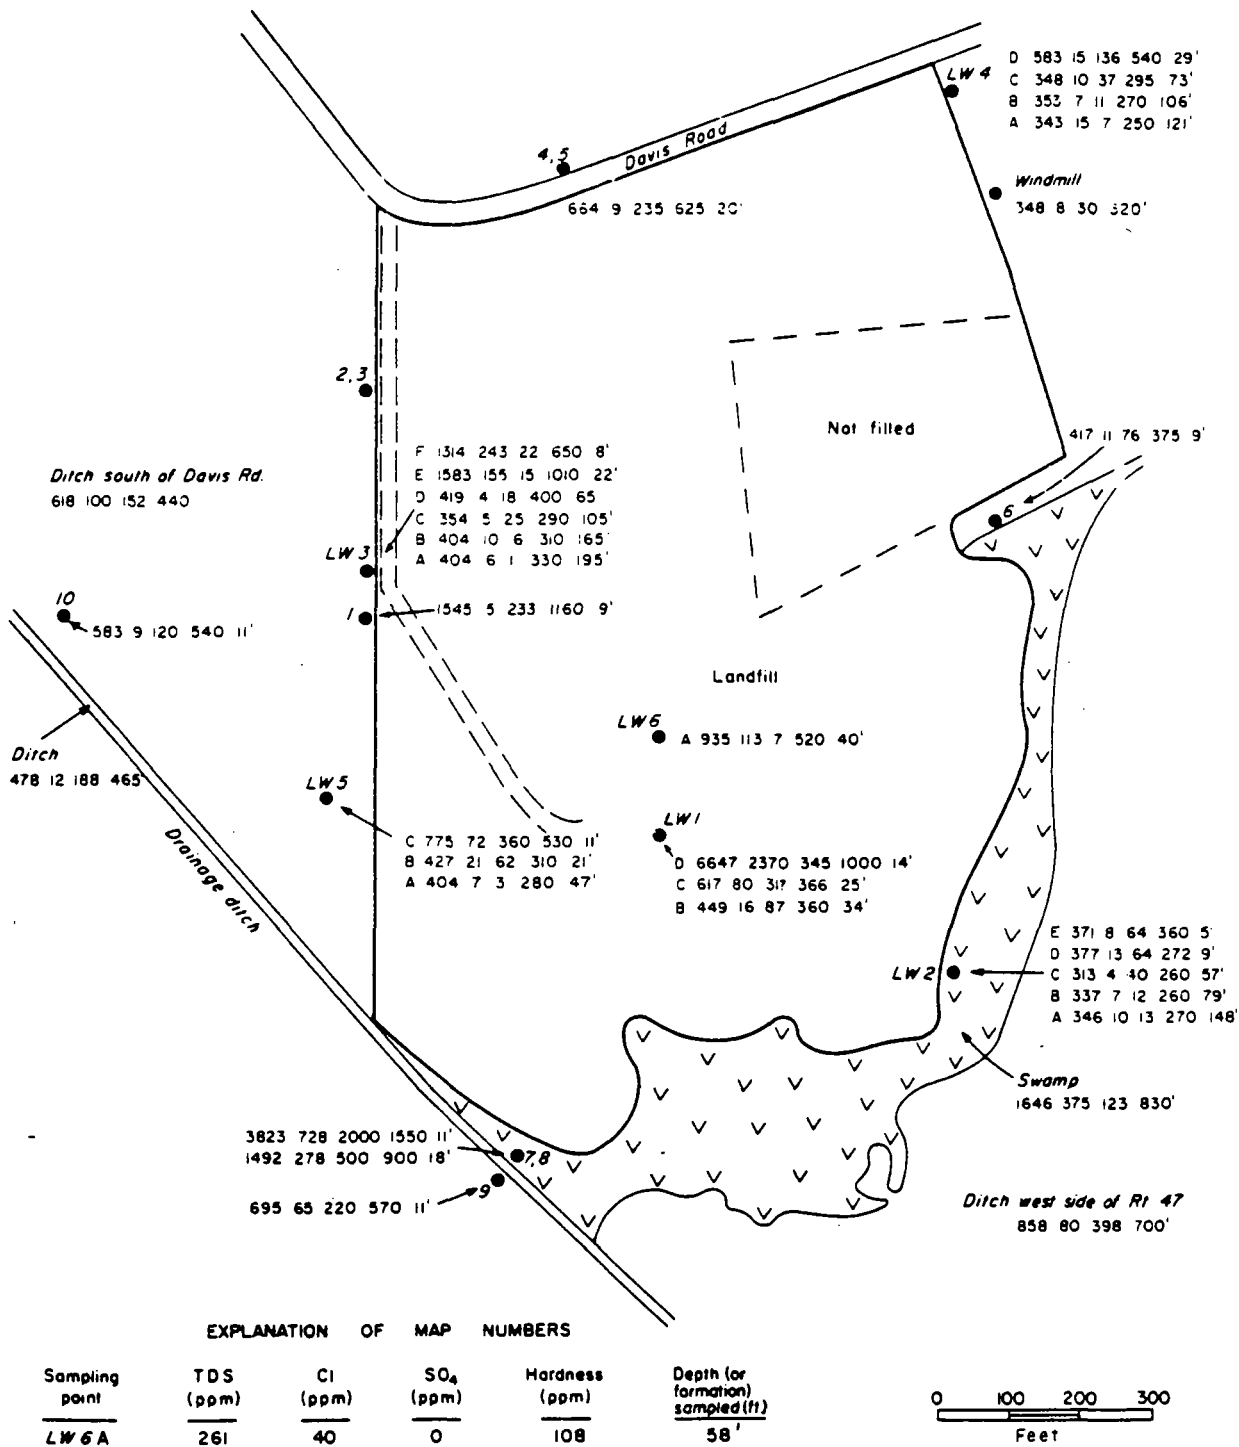 LW 4
D 583 15 136 540 29'
C 348 10 37 295 73'
B 353 7 11 270 106'
A 343 15 7 250 121'
Davis Road
4,5
664 9 235 625 20'
Windmill
348 8 30 320'
2,3
Not filled
417 11 76 375 9'
6
Ditch south of Davis Rd.
618 100 152 440
F 1314 243 22 650 8'
E 1583 155 15 1010 22'
D 419 4 18 400 65
C 354 5 25 290 105'
B 404 10 6 310 165'
A 404 6 1 330 195'
LW 3
1
1545 5 233 1160 9'
10
583 9 120 540 11'
Landfill
LW6
A 935 113 7 520 40'
Ditch
478 12 188 465'
LW 5
C 775 72 360 530 11'
B 427 21 62 310 21'
A 404 7 3 280 47'
LW1
D 6647 2370 345 1000 14'
C 617 80 317 366 25'
B 449 16 87 360 34'
Drainage ditch
LW2
E 371 8 64 360 5'
D 377 13 64 272 9'
C 313 4 40 260 57'
B 337 7 12 260 79'
A 346 10 13 270 148'
Swamp
1646 375 123 830'
3823 728 2000 1550 11'
1492 278 500 900 18'
7,8
695 65 220 570 11'
9
Ditch west side of Rt 47
858 80 398 700'
EXPLANATION OF MAP NUMBERS
Sampling point TDS (ppm) Cl (ppm) SO4 (ppm) Hardness (ppm) Depth (or formation) sampled (ft)
LW 6 A 261 40 0 108 58'
0 100 200 300
Feet